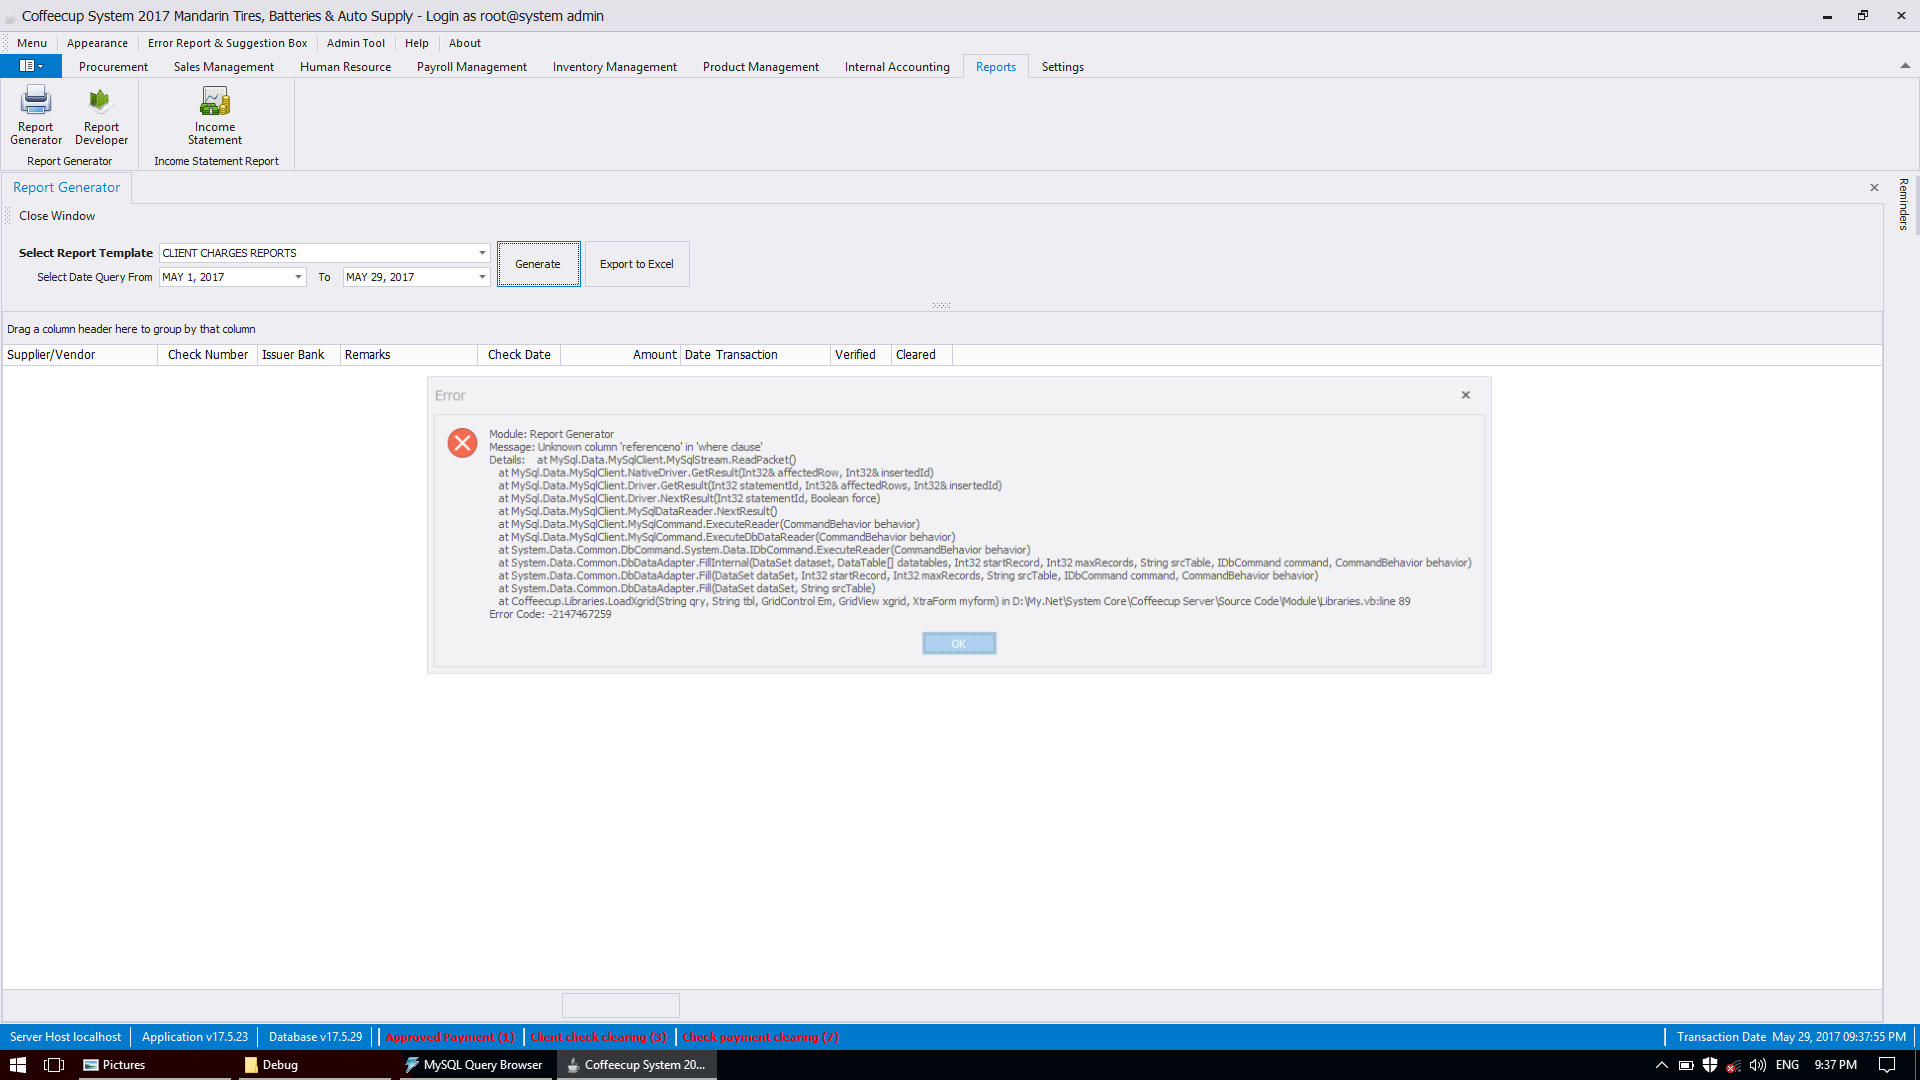 Coffeecup System 2017 Mandarin Tires, Batteries & Auto Supply - Login as root@system admin
Menu Appearance Error Report & Suggestion Box Admin Tool Help About
Procurement Sales Management Human Resource Payroll Management Inventory Management Product Management Internal Accounting Reports Settings
Report Generator
Report Developer
Income Statement
Report Generator Income Statement Report
Report Generator
Reminders
Close Window
Select Report Template CLIENT CHARGES REPORTS
Generate Export to Excel
Select Date Query From MAY 1, 2017 To MAY 29, 2017
Drag a column header here to group by that column
Supplier/Vendor Check Number Issuer Bank Remarks Check Date Amount Date Transaction Verified Cleared
Error
Module: Report Generator
Message: Unknown column 'referenceno' in 'where clause'
Details: at MySql.Data.MySqlClient.MySqlStream.ReadPacket()
at MySql.Data.MySqlClient.NativeDriver.GetResult(Int32& affectedRow, Int32& insertedId)
at MySql.Data.MySqlClient.Driver.GetResult(Int32 statementId, Int32& affectedRows, Int32& insertedId)
at MySql.Data.MySqlClient.Driver.NextResult(Int32 statementId, Boolean force)
at MySql.Data.MySqlClient.MySqlDataReader.NextResult()
at MySql.Data.MySqlClient.MySqlCommand.ExecuteReader(CommandBehavior behavior)
at MySql.Data.MySqlClient.MySqlCommand.ExecuteDbDataReader(CommandBehavior behavior)
at System.Data.Common.DbCommand.System.Data.IDbCommand.ExecuteReader(CommandBehavior behavior)
at System.Data.Common.DbDataAdapter.FillInternal(DataSet dataset, DataTable[] datatables, Int32 startRecord, Int32 maxRecords, String srcTable, IDbCommand command, CommandBehavior behavior)
at System.Data.Common.DbDataAdapter.Fill(DataSet dataSet, Int32 startRecord, Int32 maxRecords, String srcTable, IDbCommand command, CommandBehavior behavior)
at System.Data.Common.DbDataAdapter.Fill(DataSet dataSet, String srcTable)
at Coffeecup.Libraries.LoadXgrid(String qry, String tbl, GridControl Em, GridView xgrid, XtraForm myform) in D:\My.Net\System Core\Coffeecup Server\Source Code\Module\Libraries.vb:line 89
Error Code: -2147467259
OK
Server Host localhost Application v17.5.23 Database v17.5.29 Approved Payment (1) Client check clearing (3) Check payment clearing (7) Transaction Date May 29, 2017 09:37:55 PM
Pictures Debug MySQL Query Browser Coffeecup System 20... ENG 9:37 PM